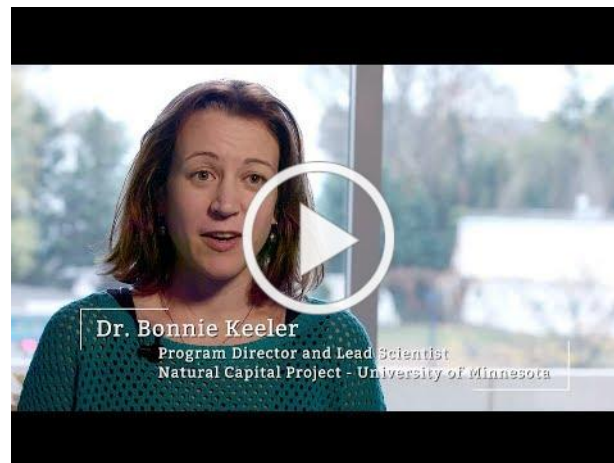 Dr. Bonnie Keeler
Program Director and Lead Scientist
Natural Capital Project - University of Minnesota